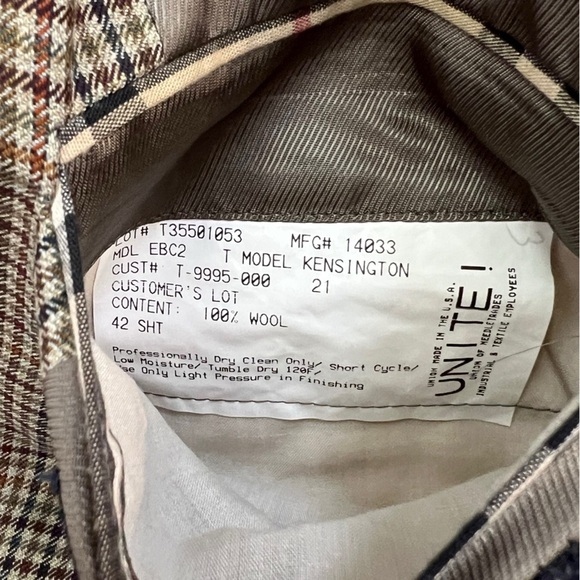 LOT# T35501053 MFG# 14033
MDL EBC2 T MODEL KENSINGTON
CUST# T-9995-000 21
CUSTOMER'S LOT
CONTENT: 100% WOOL
42 SHT
Professionally Dry Clean Only/ Short Cycle/
Low Moisture/ Tumble Dry 120F/
Use Only Light Pressure in Finishing
UNION MADE IN THE U.S.A.
UNITE!
UNION OF NEEDLETRADES
INDUSTRIAL & TEXTILE EMPLOYEES